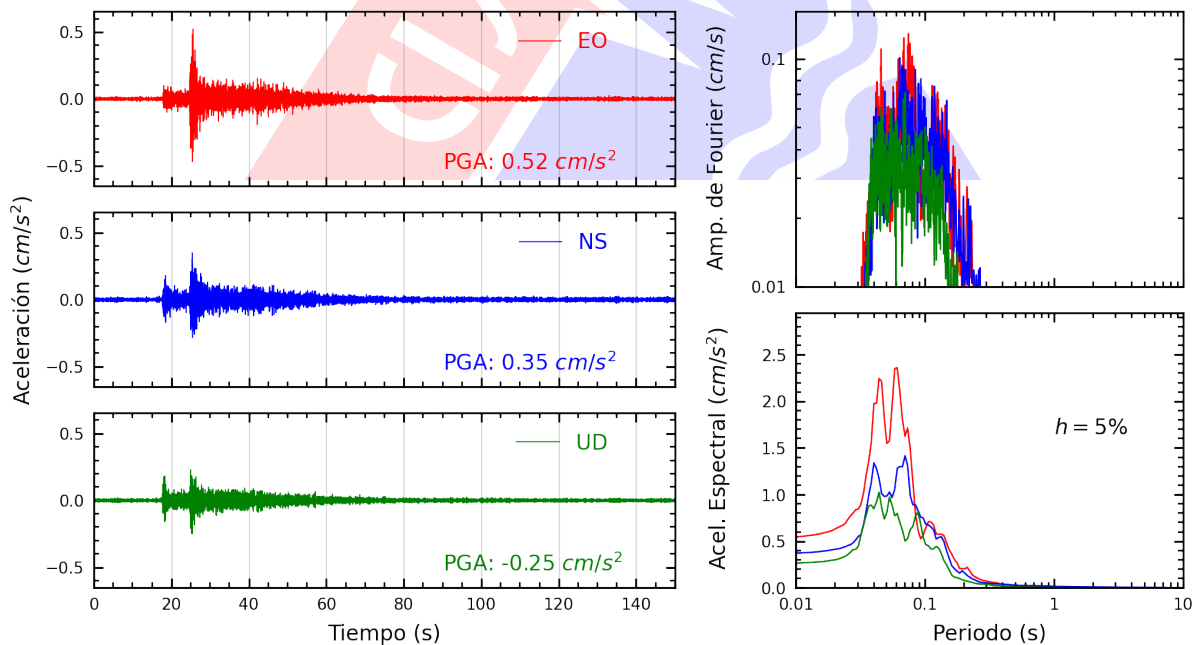 Aceleración (cm/s²)
0.5
0.0
−0.5
EO
PGA: 0.52 cm/s²
0.5
0.0
−0.5
NS
PGA: 0.35 cm/s²
0.5
0.0
−0.5
UD
PGA: -0.25 cm/s²
0 20 40 60 80 100 120 140
Tiempo (s)
Amp. de Fourier (cm/s)
0.1
0.01
Acel. Espectral (cm/s²)
2.5
2.0
1.5
1.0
0.5
0.0
h = 5%
0.01 0.1 1 10
Periodo (s)